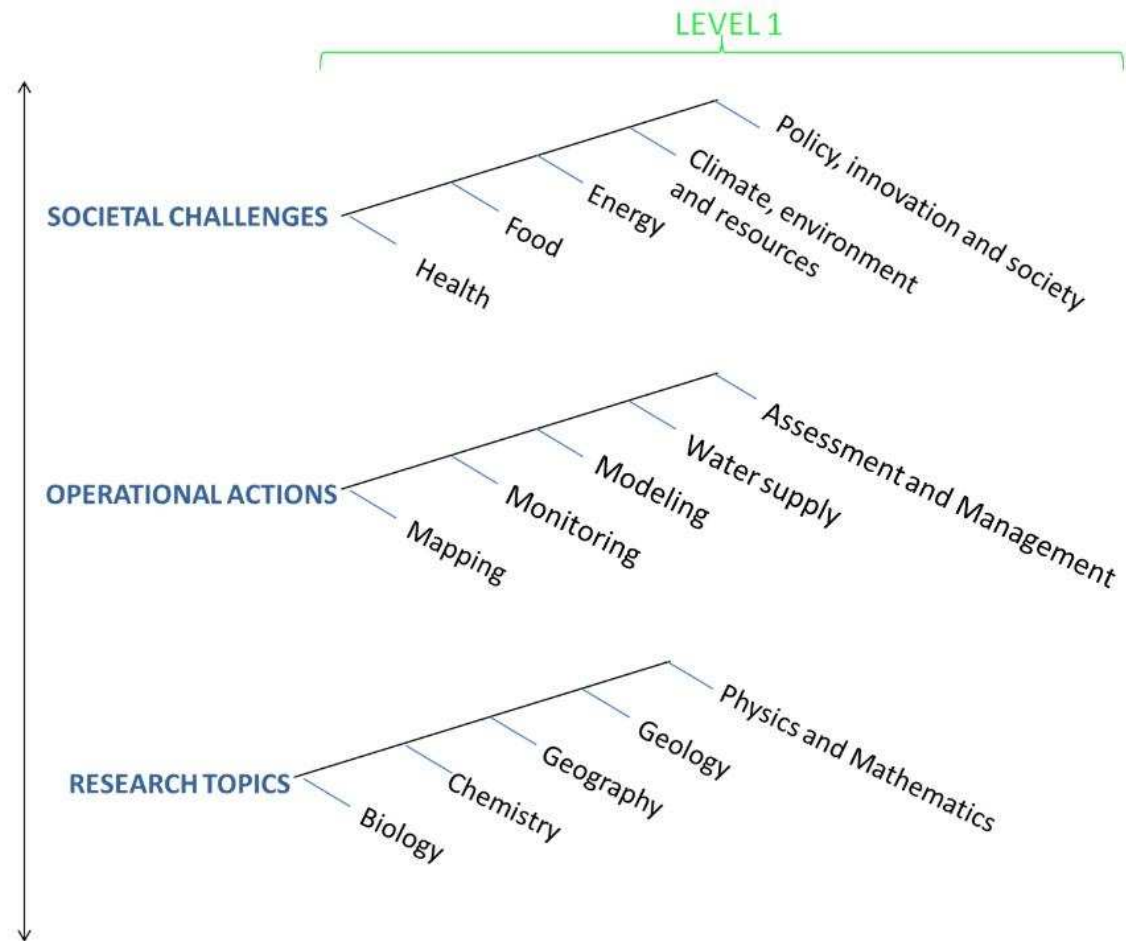 LEVEL 1
SOCIETAL CHALLENGES
Health
Food
Energy
Climate, environment
and resources
Policy, innovation and society
OPERATIONAL ACTIONS
Mapping
Monitoring
Modeling
Water supply
Assessment and Management
RESEARCH TOPICS
Biology
Chemistry
Geography
Geology
Physics and Mathematics